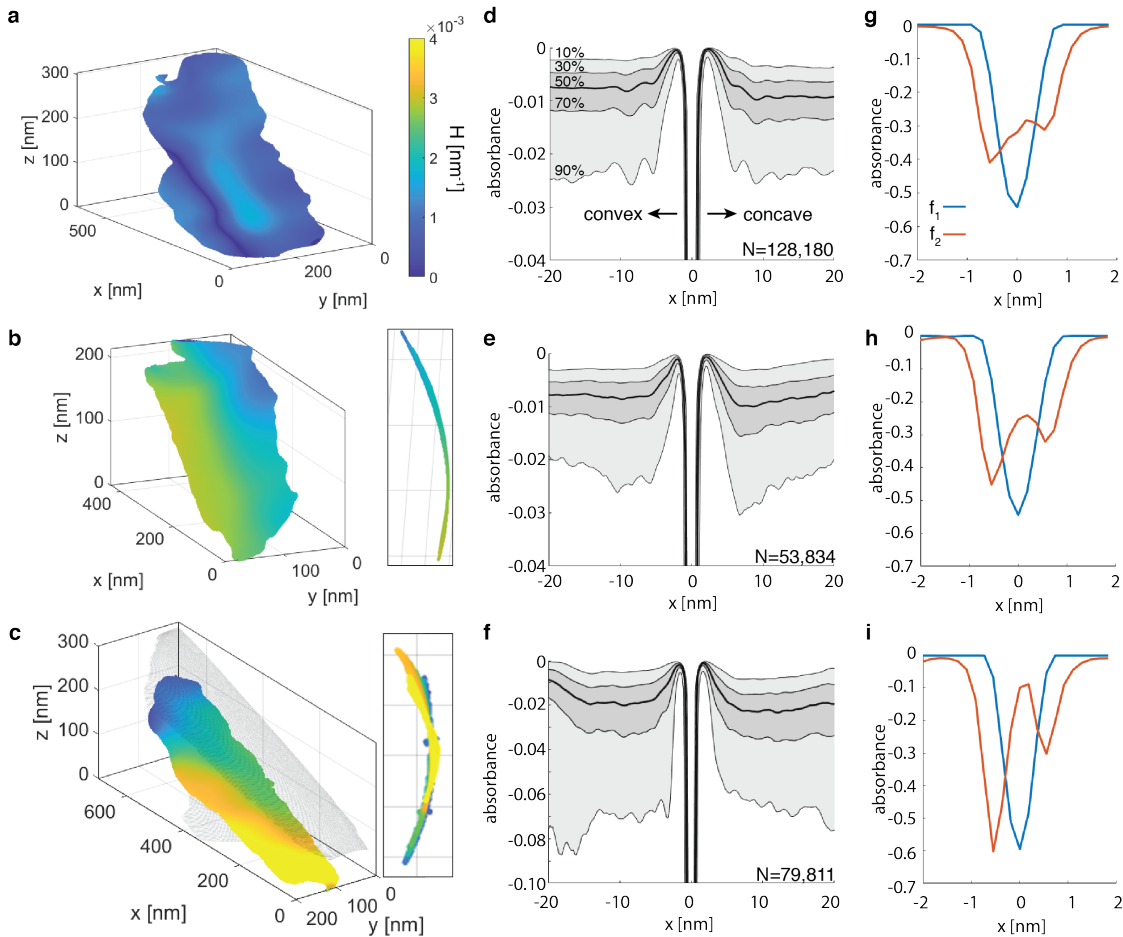 a
×10⁻³
300
200
100
0
z [nm]
500
0
x [nm]
200
0
y [nm]
4
3
2
1
0
H [nm⁻¹]
d
0
-0.01
-0.02
-0.03
-0.04
absorbance
10%
30%
50%
70%
90%
convex
concave
N=128,180
-20
-10
0
10
20
x [nm]
g
0
-0.1
-0.2
-0.3
-0.4
-0.5
-0.6
-0.7
absorbance
f₁
f₂
-2
-1
0
1
2
x [nm]
b
200
100
0
z [nm]
400
200
0
x [nm]
100
0
y [nm]
e
0
-0.01
-0.02
-0.03
-0.04
absorbance
N=53,834
-20
-10
0
10
20
x [nm]
h
0
-0.1
-0.2
-0.3
-0.4
-0.5
-0.6
-0.7
absorbance
-2
-1
0
1
2
x [nm]
c
300
200
100
0
z [nm]
600
400
200
0
x [nm]
200
100
0
y [nm]
f
0
-0.02
-0.04
-0.06
-0.08
-0.10
absorbance
N=79,811
-20
-10
0
10
20
x [nm]
i
0
-0.1
-0.2
-0.3
-0.4
-0.5
-0.6
-0.7
absorbance
-2
-1
0
1
2
x [nm]